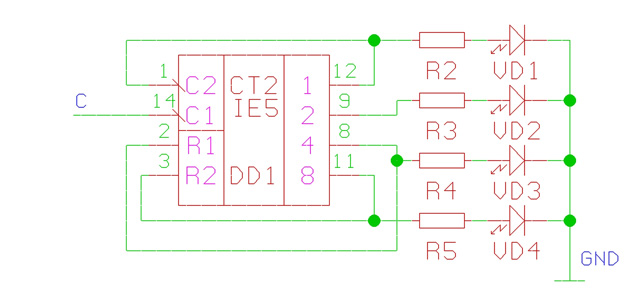 1 C2 CT2 1 12 R2 VD1
C 14 C1 IE5 2 9 R3 VD2
2 R1 4 8 R4 VD3
3 R2 DD1 8 11 R5 VD4
GND